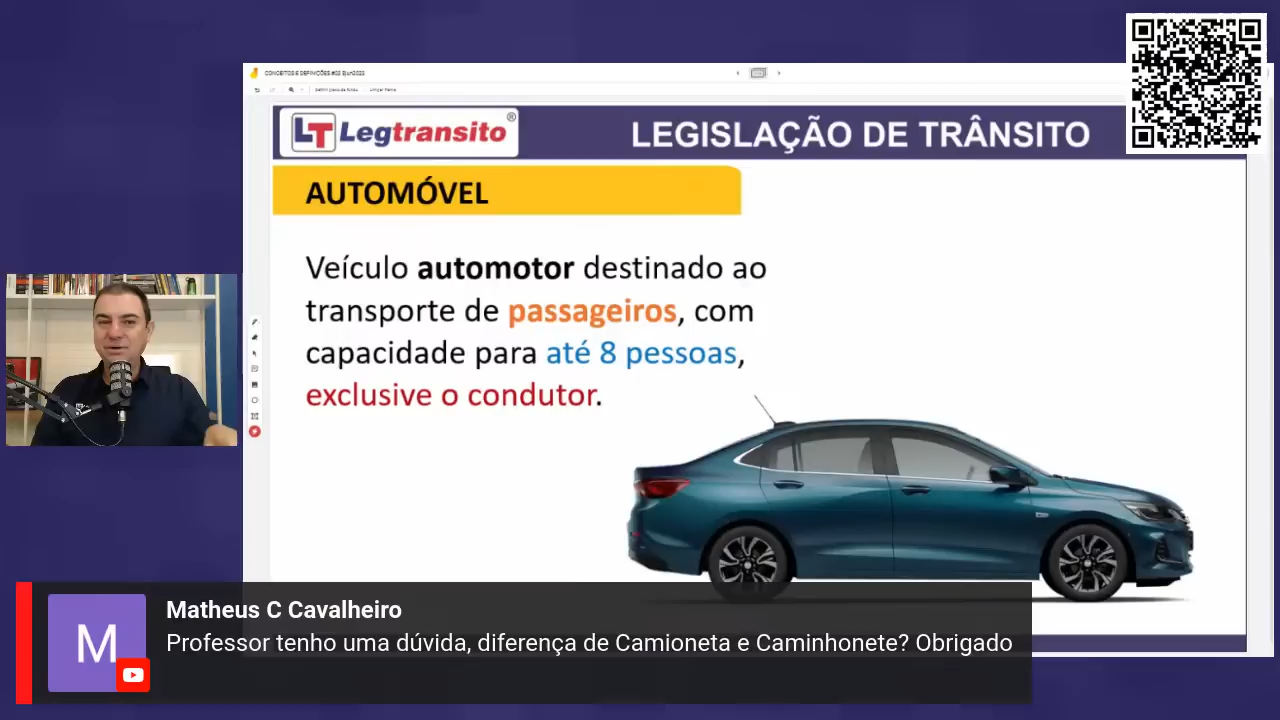 LT Legtransito®
LEGISLAÇÃO DE TRÂNSITO
AUTOMÓVEL
Veículo automotor destinado ao
transporte de passageiros, com
capacidade para até 8 pessoas,
exclusive o condutor.
M
Matheus C Cavalheiro
Professor tenho uma dúvida, diferença de Camioneta e Caminhonete? Obrigado